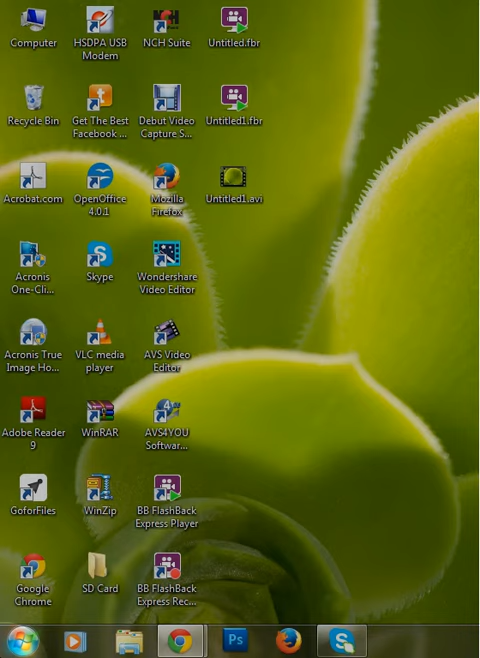 Computer
HSDPA USB
Modem
NCH Suite
Untitled.fbr
Recycle Bin
Get The Best
Facebook ...
Debut Video
Capture S...
Untitled1.fbr
Acrobat.com
OpenOffice
4.0.1
Mozilla
Firefox
Untitled1.avi
Acronis
One-Cli...
Skype
Wondershare
Video Editor
Acronis True
Image Ho...
VLC media
player
AVS Video
Editor
Adobe Reader
9
WinRAR
AVS4YOU
Softwar...
GoforFiles
WinZip
BB FlashBack
Express Player
Google
Chrome
SD Card
BB FlashBack
Express Rec...
Ps